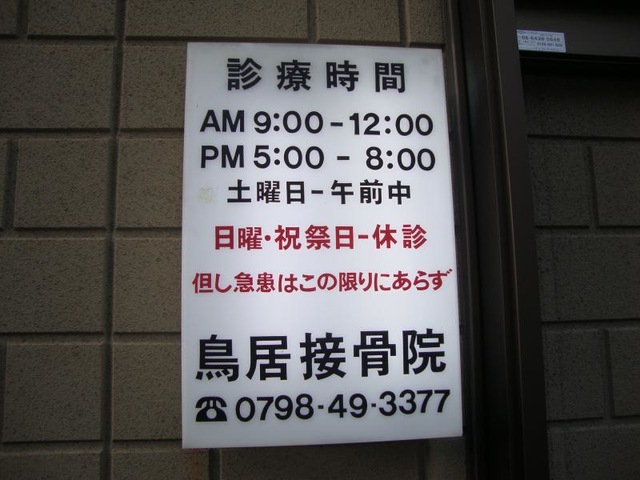 診療時間
AM 9:00-12:00
PM 5:00 - 8:00
土曜日-午前中
日曜・祝祭日-休診
但し急患はこの限りにあらず
鳥居接骨院
☎ 0798-49-3377